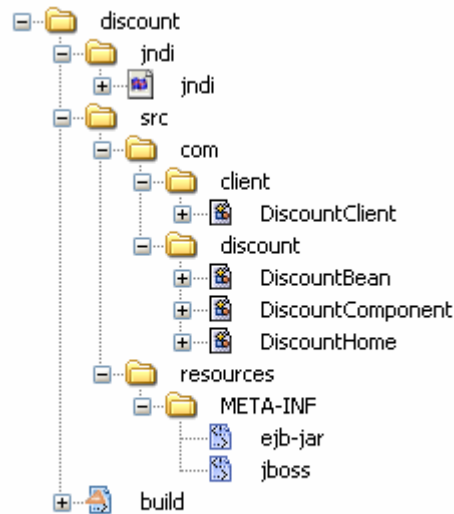 discount
jndi
jndi
src
com
client
DiscountClient
discount
DiscountBean
DiscountComponent
DiscountHome
resources
META-INF
ejb-jar
jboss
build